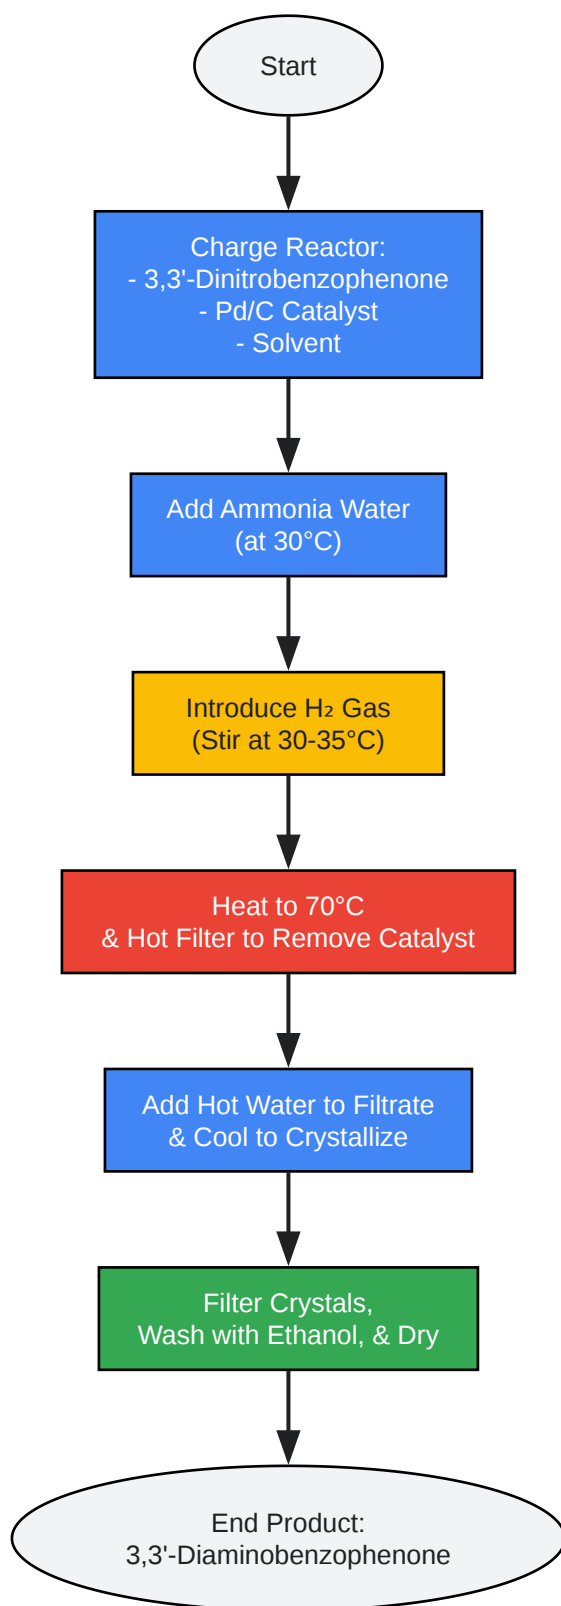 Start
Charge Reactor:
- 3,3'-Dinitrobenzophenone
- Pd/C Catalyst
- Solvent
Add Ammonia Water
(at 30°C)
Introduce H₂ Gas
(Stir at 30-35°C)
Heat to 70°C
& Hot Filter to Remove Catalyst
Add Hot Water to Filtrate
& Cool to Crystallize
Filter Crystals,
Wash with Ethanol, & Dry
End Product:
3,3'-Diaminobenzophenone